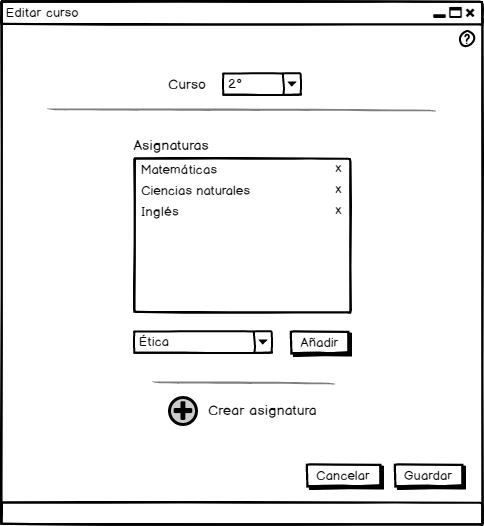 Editar curso
?
Curso 2°
Asignaturas
Matemáticas x
Ciencias naturales x
Inglés x
Ética Añadir
Crear asignatura
Cancelar Guardar